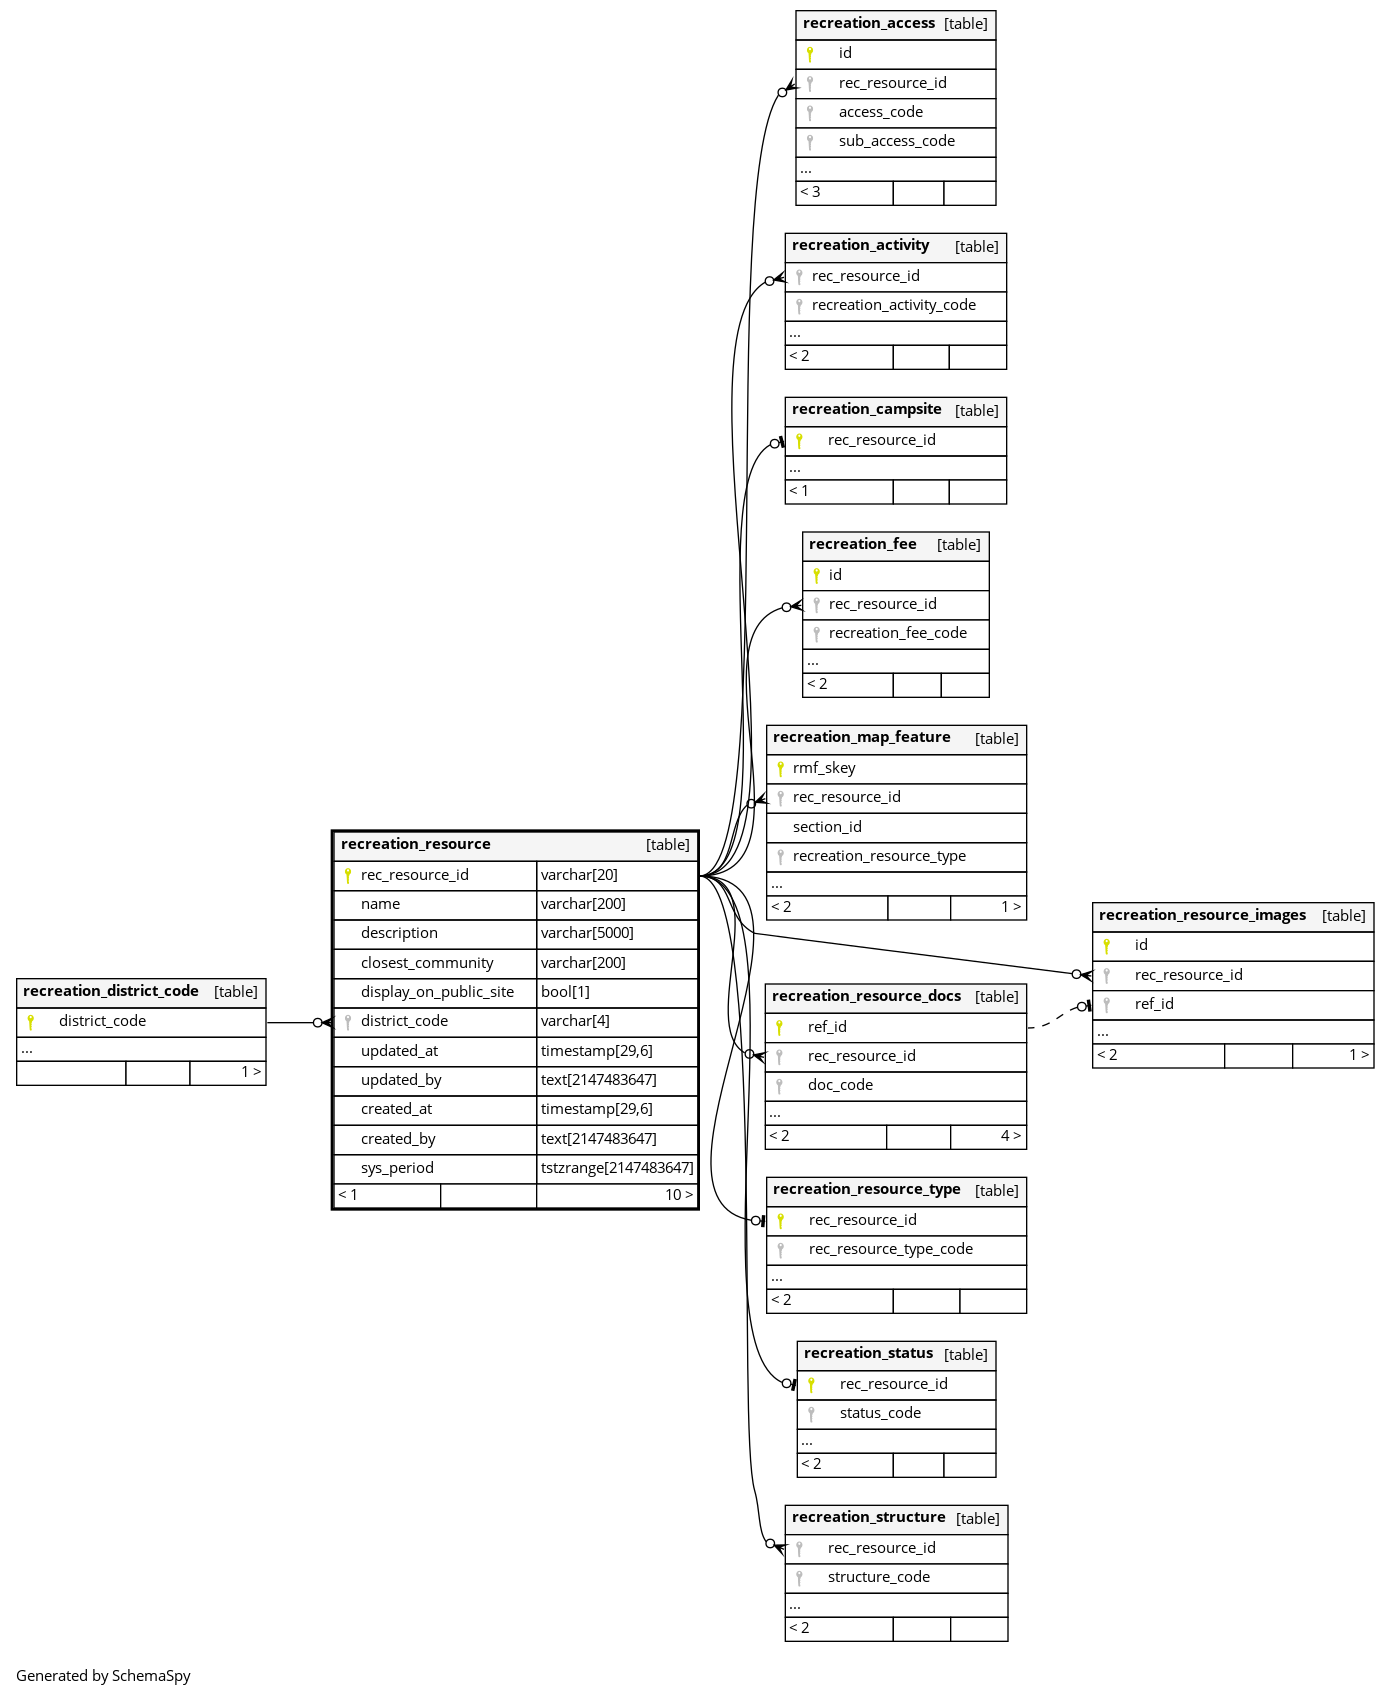 recreation_access [table]
id
rec_resource_id
access_code
sub_access_code
...
< 3
recreation_activity [table]
rec_resource_id
recreation_activity_code
...
< 2
recreation_campsite [table]
rec_resource_id
...
< 1
recreation_fee [table]
id
rec_resource_id
recreation_fee_code
...
< 2
recreation_map_feature [table]
rmf_skey
rec_resource_id
section_id
recreation_resource_type
...
< 2 1 >
recreation_resource [table]
rec_resource_id varchar[20]
name varchar[200]
description varchar[5000]
closest_community varchar[200]
display_on_public_site bool[1]
district_code varchar[4]
updated_at timestamp[29,6]
updated_by text[2147483647]
created_at timestamp[29,6]
created_by text[2147483647]
sys_period tstzrange[2147483647]
< 1 10 >
recreation_resource_images [table]
id
rec_resource_id
ref_id
...
< 2 1 >
recreation_district_code [table]
district_code
...
1 >
recreation_resource_docs [table]
ref_id
rec_resource_id
doc_code
...
< 2 4 >
recreation_resource_type [table]
rec_resource_id
rec_resource_type_code
...
< 2
recreation_status [table]
rec_resource_id
status_code
...
< 2
recreation_structure [table]
rec_resource_id
structure_code
...
< 2
Generated by SchemaSpy